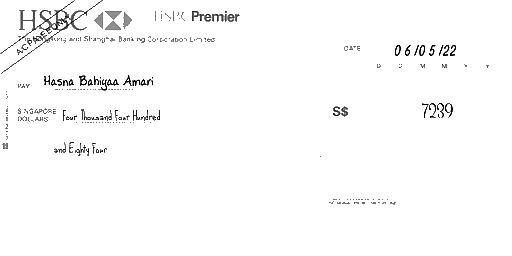 HSBC HSBC Premier
The Hongkong and Shanghai Banking Corporation Limited
A/C PAYEE ONLY
DATE 06/05/22
D D M M Y Y
PAY Hasna Bahiyaa Amari
SINGAPORE DOLLARS Four Thousand Four Hundred
and Eighty Four
S$ 7289